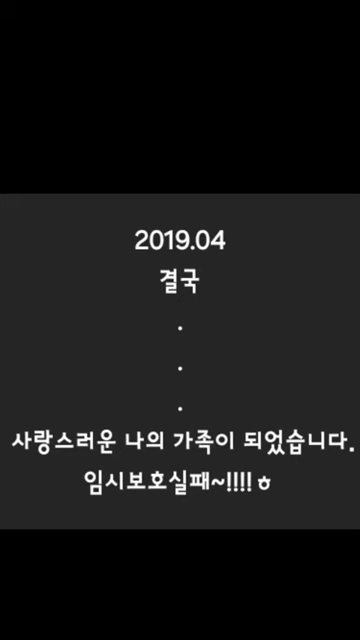 2019.04
결국
.
.
.
사랑스러운 나의 가족이 되었습니다.
임시보호실패~!!!!ㅎ